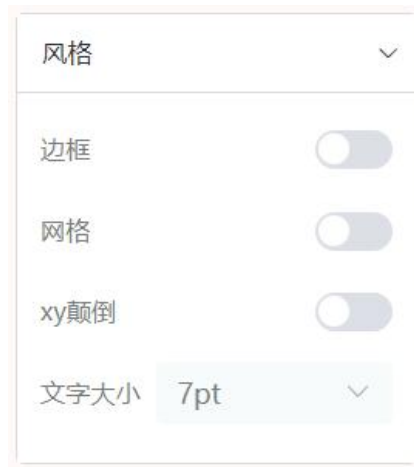 风格
边框
网格
xy颠倒
文字大小 7pt